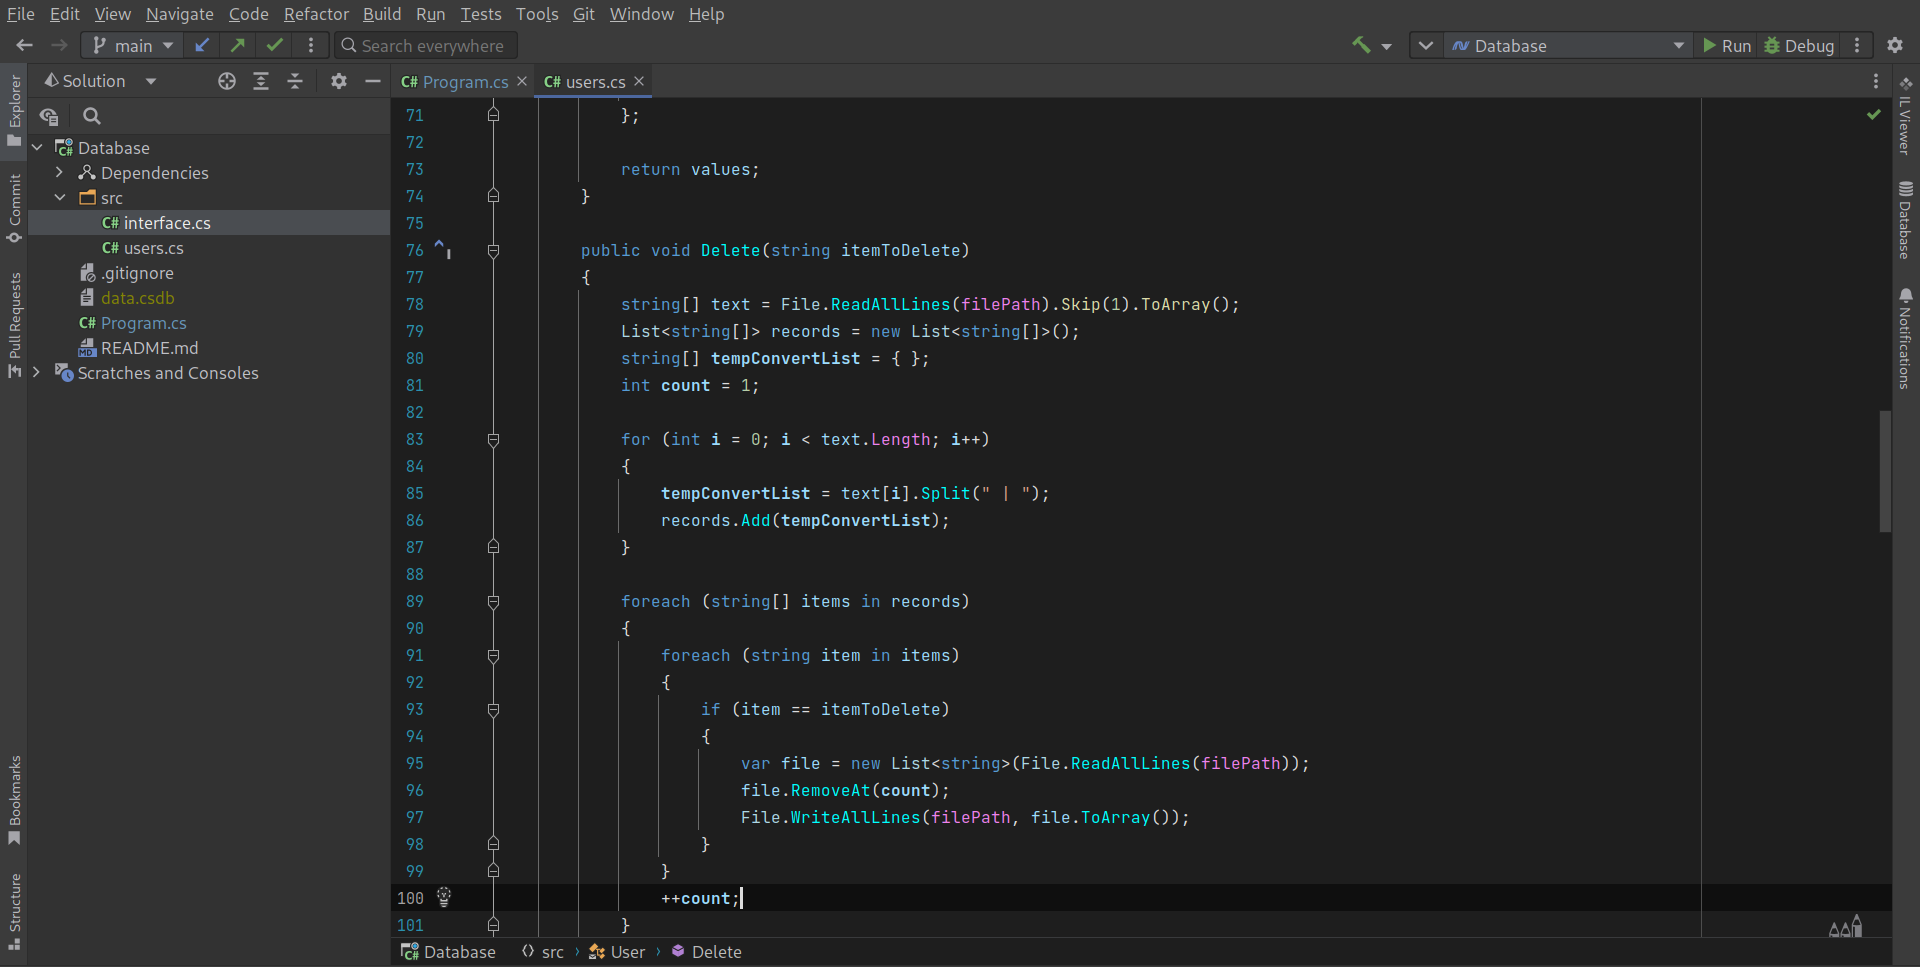 File Edit View Navigate Code Refactor Build Run Tests Tools Git Window Help
main Search everywhere Database Run Debug
Solution
C# Program.cs C# users.cs
Explorer
Commit
Pull Requests
Bookmarks
Structure
Database
Dependencies
src
C# interface.cs
C# users.cs
.gitignore
data.csdb
C# Program.cs
MD README.md
Scratches and Consoles
71 };
72
73 return values;
74 }
75
76 public void Delete(string itemToDelete)
77 {
78 string[] text = File.ReadAllLines(filePath).Skip(1).ToArray();
79 List<string[]> records = new List<string[]>();
80 string[] tempConvertList = { };
81 int count = 1;
82
83 for (int i = 0; i < text.Length; i++)
84 {
85 tempConvertList = text[i].Split(" | ");
86 records.Add(tempConvertList);
87 }
88
89 foreach (string[] items in records)
90 {
91 foreach (string item in items)
92 {
93 if (item == itemToDelete)
94 {
95 var file = new List<string>(File.ReadAllLines(filePath));
96 file.RemoveAt(count);
97 File.WriteAllLines(filePath, file.ToArray());
98 }
99 }
100 ++count;
101 }
IL Viewer
Database
Notifications
Database <> src › User › Delete